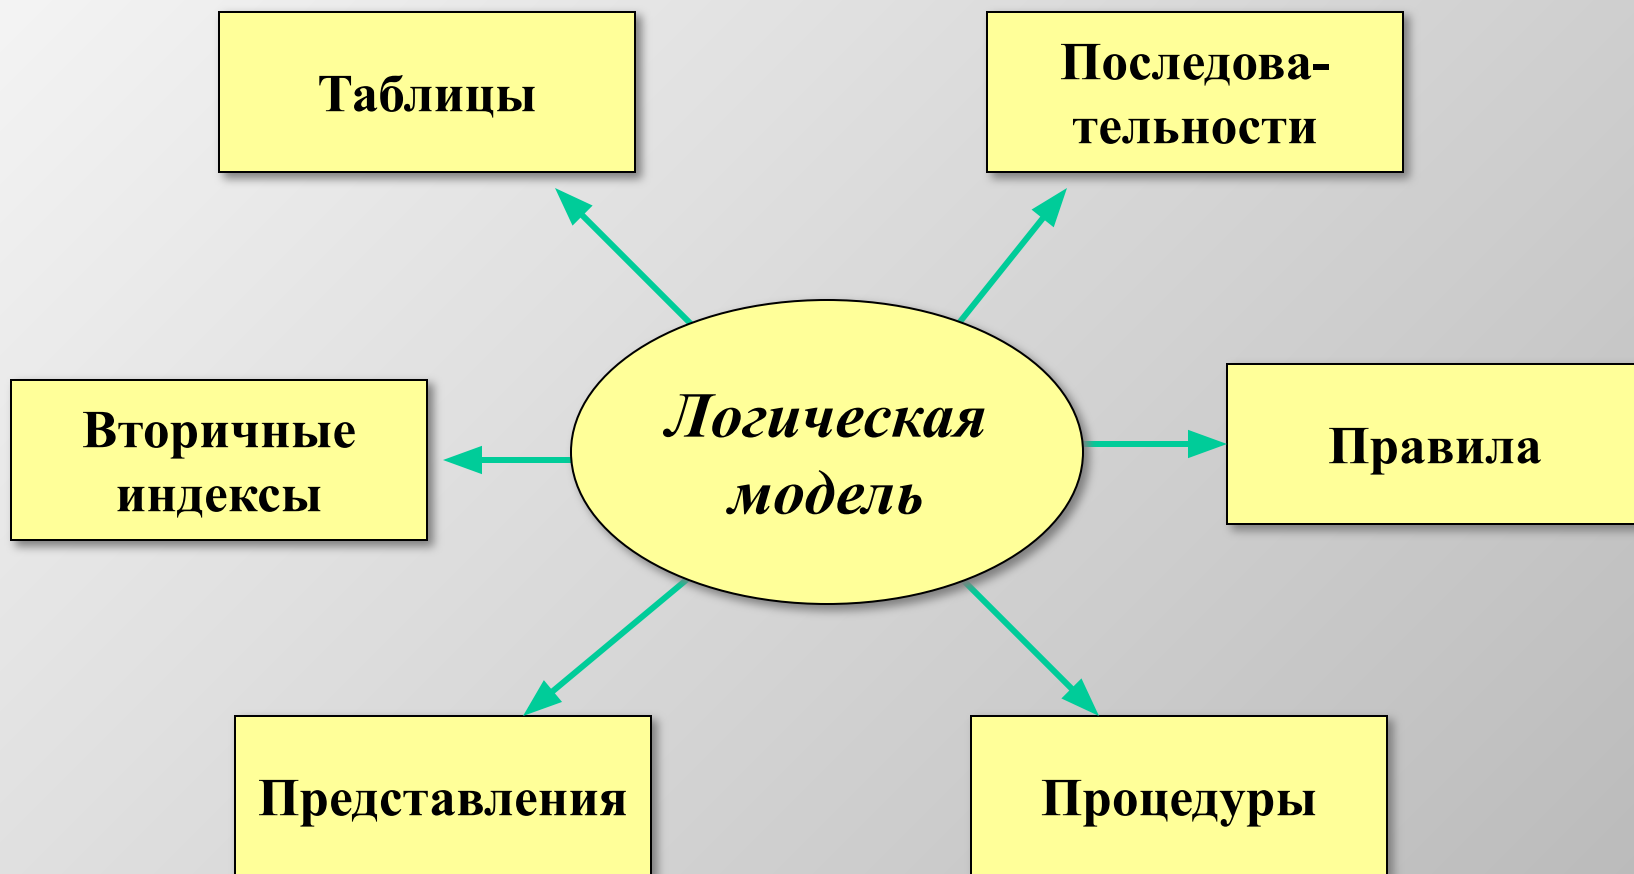 Таблицы
Последова-
тельности
Вторичные
индексы
Логическая
модель
Правила
Представления
Процедуры